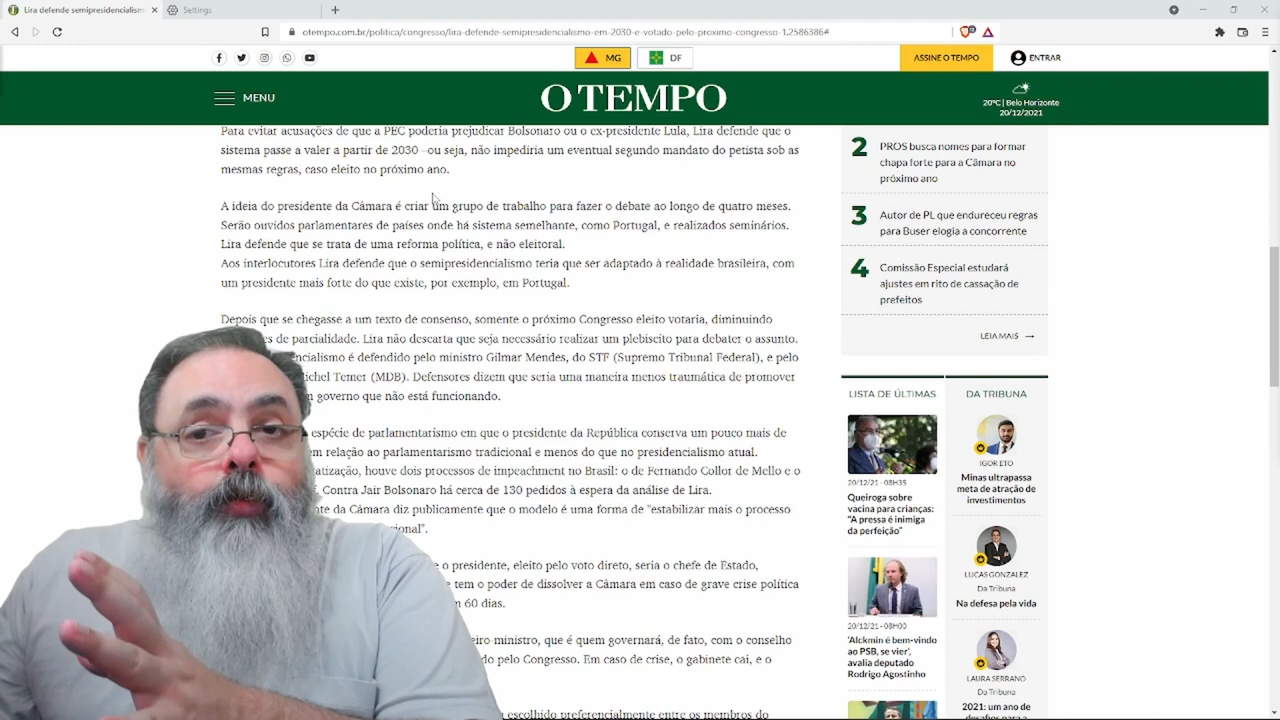 Lira defende semipresidencialism
Settings
otempo.com.br/politica/congresso/lira-defende-semipresidencialismo-em-2030-e-votado-pelo-proximo-congresso-1.2586386#
MG
DF
ASSINE O TEMPO
ENTRAR
MENU
O TEMPO
20°C | Belo Horizonte
20/12/2021
Para evitar acusações de que a PEC poderia prejudicar Bolsonaro ou o ex-presidente Lula, Lira defende que o
sistema passe a valer a partir de 2030 –ou seja, não impediria um eventual segundo mandato do petista sob as
mesmas regras, caso eleito no próximo ano.
A ideia do presidente da Câmara é criar um grupo de trabalho para fazer o debate ao longo de quatro meses.
Serão ouvidos parlamentares de países onde há sistema semelhante, como Portugal, e realizados seminários.
Lira defende que se trata de uma reforma política, e não eleitoral.
Aos interlocutores Lira defende que o semipresidencialismo teria que ser adaptado à realidade brasileira, com
um presidente mais forte do que existe, por exemplo, em Portugal.
Depois que se chegasse a um texto de consenso, somente o próximo Congresso eleito votaria, diminuindo
es de parcialidade. Lira não descarta que seja necessário realizar um plebiscito para debater o assunto.
encialismo é defendido pelo ministro Gilmar Mendes, do STF (Supremo Tribunal Federal), e pelo
ichel Temer (MDB). Defensores dizem que seria uma maneira menos traumática de promover
governo que não está funcionando.
espécie de parlamentarismo em que o presidente da República conserva um pouco mais de
em relação ao parlamentarismo tradicional e menos do que no presidencialismo atual.
atização, houve dois processos de impeachment no Brasil: o de Fernando Collor de Mello e o
Contra Jair Bolsonaro há cerca de 130 pedidos à espera da análise de Lira.
nte da Câmara diz publicamente que o modelo é uma forma de "estabilizar mais o processo
ional".
e o presidente, eleito pelo voto direto, seria o chefe de Estado,
tem o poder de dissolver a Câmara em caso de grave crise política
m 60 dias.
eiro-ministro, que é quem governará, de fato, com o conselho
do pelo Congresso. Em caso de crise, o gabinete cai, e o
escolhido preferencialmente entre os membros do
2
PROS busca nomes para formar
chapa forte para a Câmara no
próximo ano
3
Autor de PL que endureceu regras
para Buser elogia a concorrente
4
Comissão Especial estudará
ajustes em rito de cassação de
prefeitos
LEIA MAIS →
LISTA DE ÚLTIMAS
20/12/21 - 08H35
Queiroga sobre
vacina para crianças:
"A pressa é inimiga
da perfeição"
20/12/21 - 08H00
'Alckmin é bem-vindo
ao PSB, se vier',
avalia deputado
Rodrigo Agostinho
DA TRIBUNA
IGOR ETO
Minas ultrapassa
meta de atração de
investimentos
LUCAS GONZALEZ
Da Tribuna
Na defesa pela vida
LAURA SERRANO
Da Tribuna
2021: um ano de
desafios para a